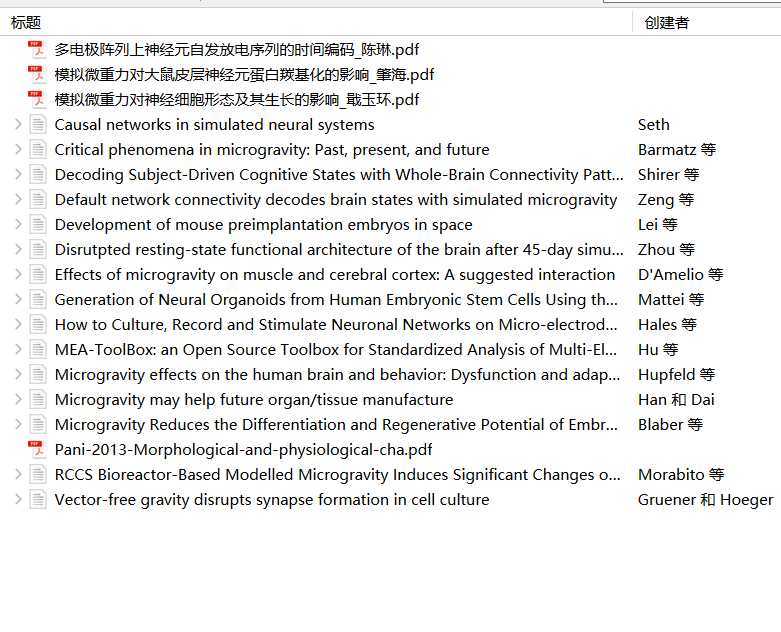 标题 创建者
多电极阵列上神经元自发放电序列的时间编码_陈琳.pdf
模拟微重力对大鼠皮层神经元蛋白羰基化的影响_肇海.pdf
模拟微重力对神经细胞形态及其生长的影响_戢玉环.pdf
Causal networks in simulated neural systems Seth
Critical phenomena in microgravity: Past, present, and future Barmatz 等
Decoding Subject-Driven Cognitive States with Whole-Brain Connectivity Patt... Shirer 等
Default network connectivity decodes brain states with simulated microgravity Zeng 等
Development of mouse preimplantation embryos in space Lei 等
Disrutpted resting-state functional architecture of the brain after 45-day simu... Zhou 等
Effects of microgravity on muscle and cerebral cortex: A suggested interaction D'Amelio 等
Generation of Neural Organoids from Human Embryonic Stem Cells Using th... Mattei 等
How to Culture, Record and Stimulate Neuronal Networks on Micro-electrod... Hales 等
MEA-ToolBox: an Open Source Toolbox for Standardized Analysis of Multi-El... Hu 等
Microgravity effects on the human brain and behavior: Dysfunction and adap... Hupfeld 等
Microgravity may help future organ/tissue manufacture Han 和 Dai
Microgravity Reduces the Differentiation and Regenerative Potential of Embr... Blaber 等
Pani-2013-Morphological-and-physiological-cha.pdf
RCCS Bioreactor-Based Modelled Microgravity Induces Significant Changes o... Morabito 等
Vector-free gravity disrupts synapse formation in cell culture Gruener 和 Hoeger